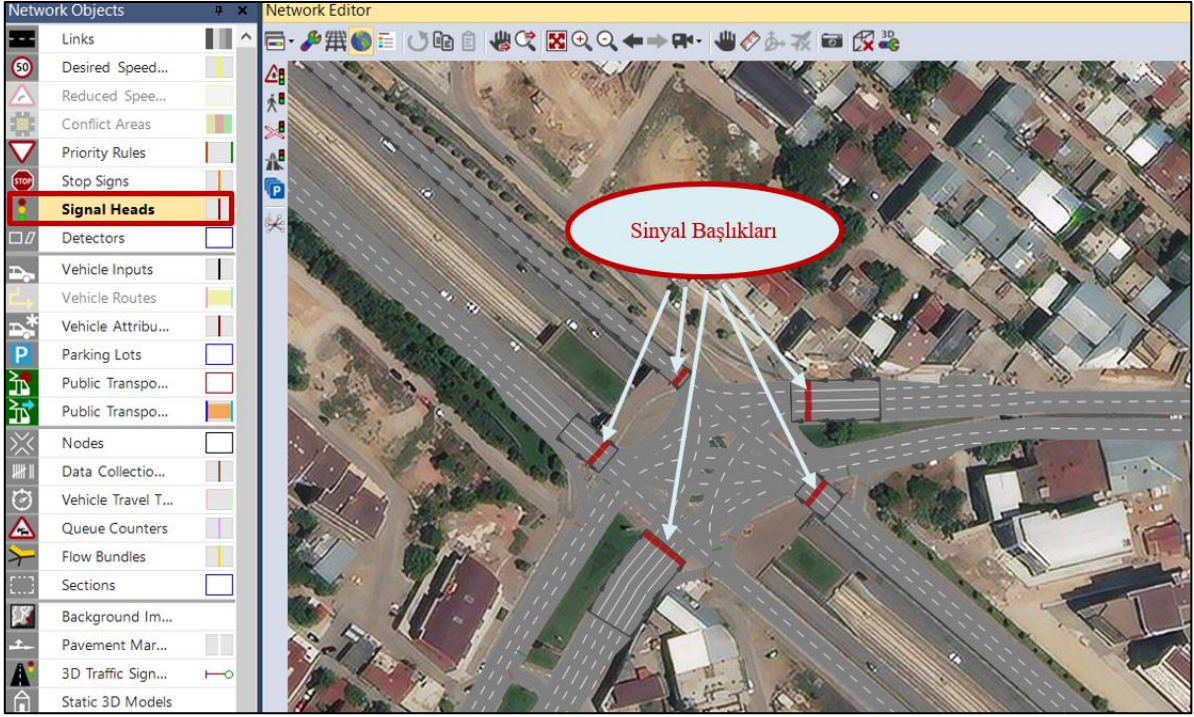 Network Objects
Network Editor
Links
50
Desired Speed...
Reduced Spee...
Conflict Areas
Priority Rules
STOP
Stop Signs
Signal Heads
Detectors
Vehicle Inputs
Vehicle Routes
Vehicle Attribu...
P
Parking Lots
Public Transpo...
Public Transpo...
Nodes
Data Collectio...
Vehicle Travel T...
Queue Counters
Flow Bundles
Sections
Background Im...
Pavement Mar...
3D Traffic Sign...
Static 3D Models
3D
P
Sinyal Başlıkları